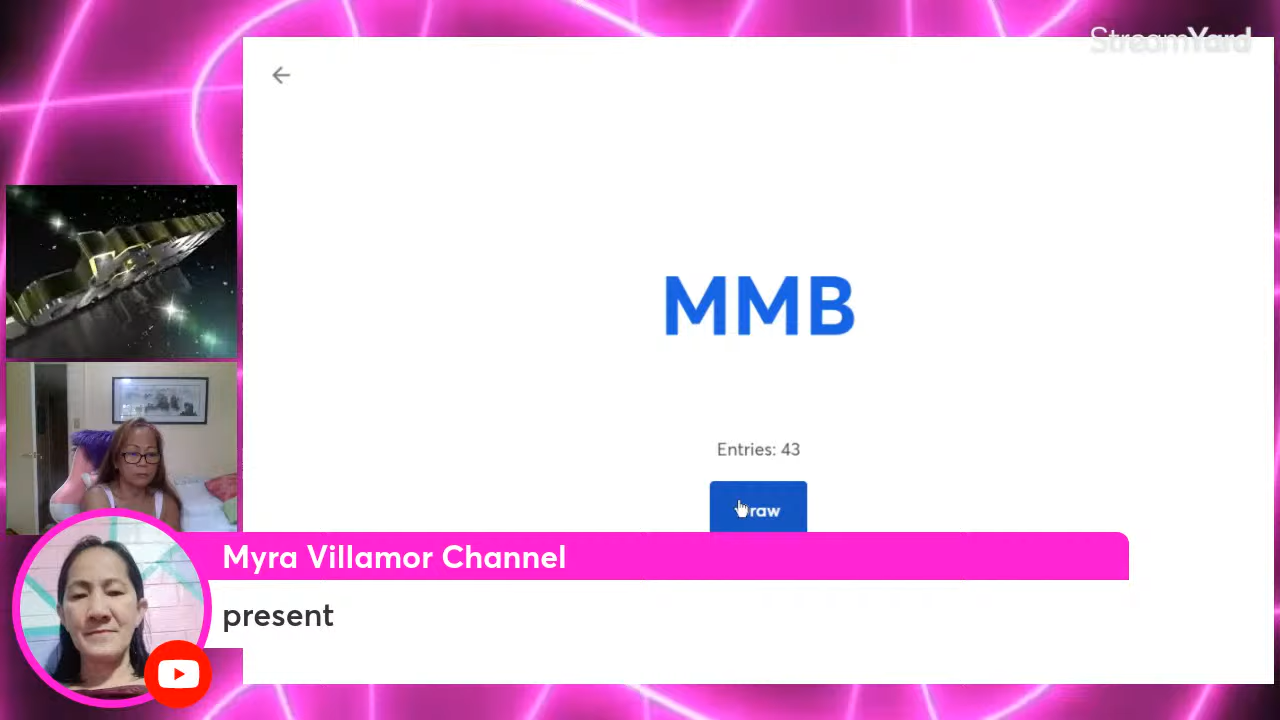 StreamYard
MMB
Entries: 43
raw
Myra Villamor Channel
present